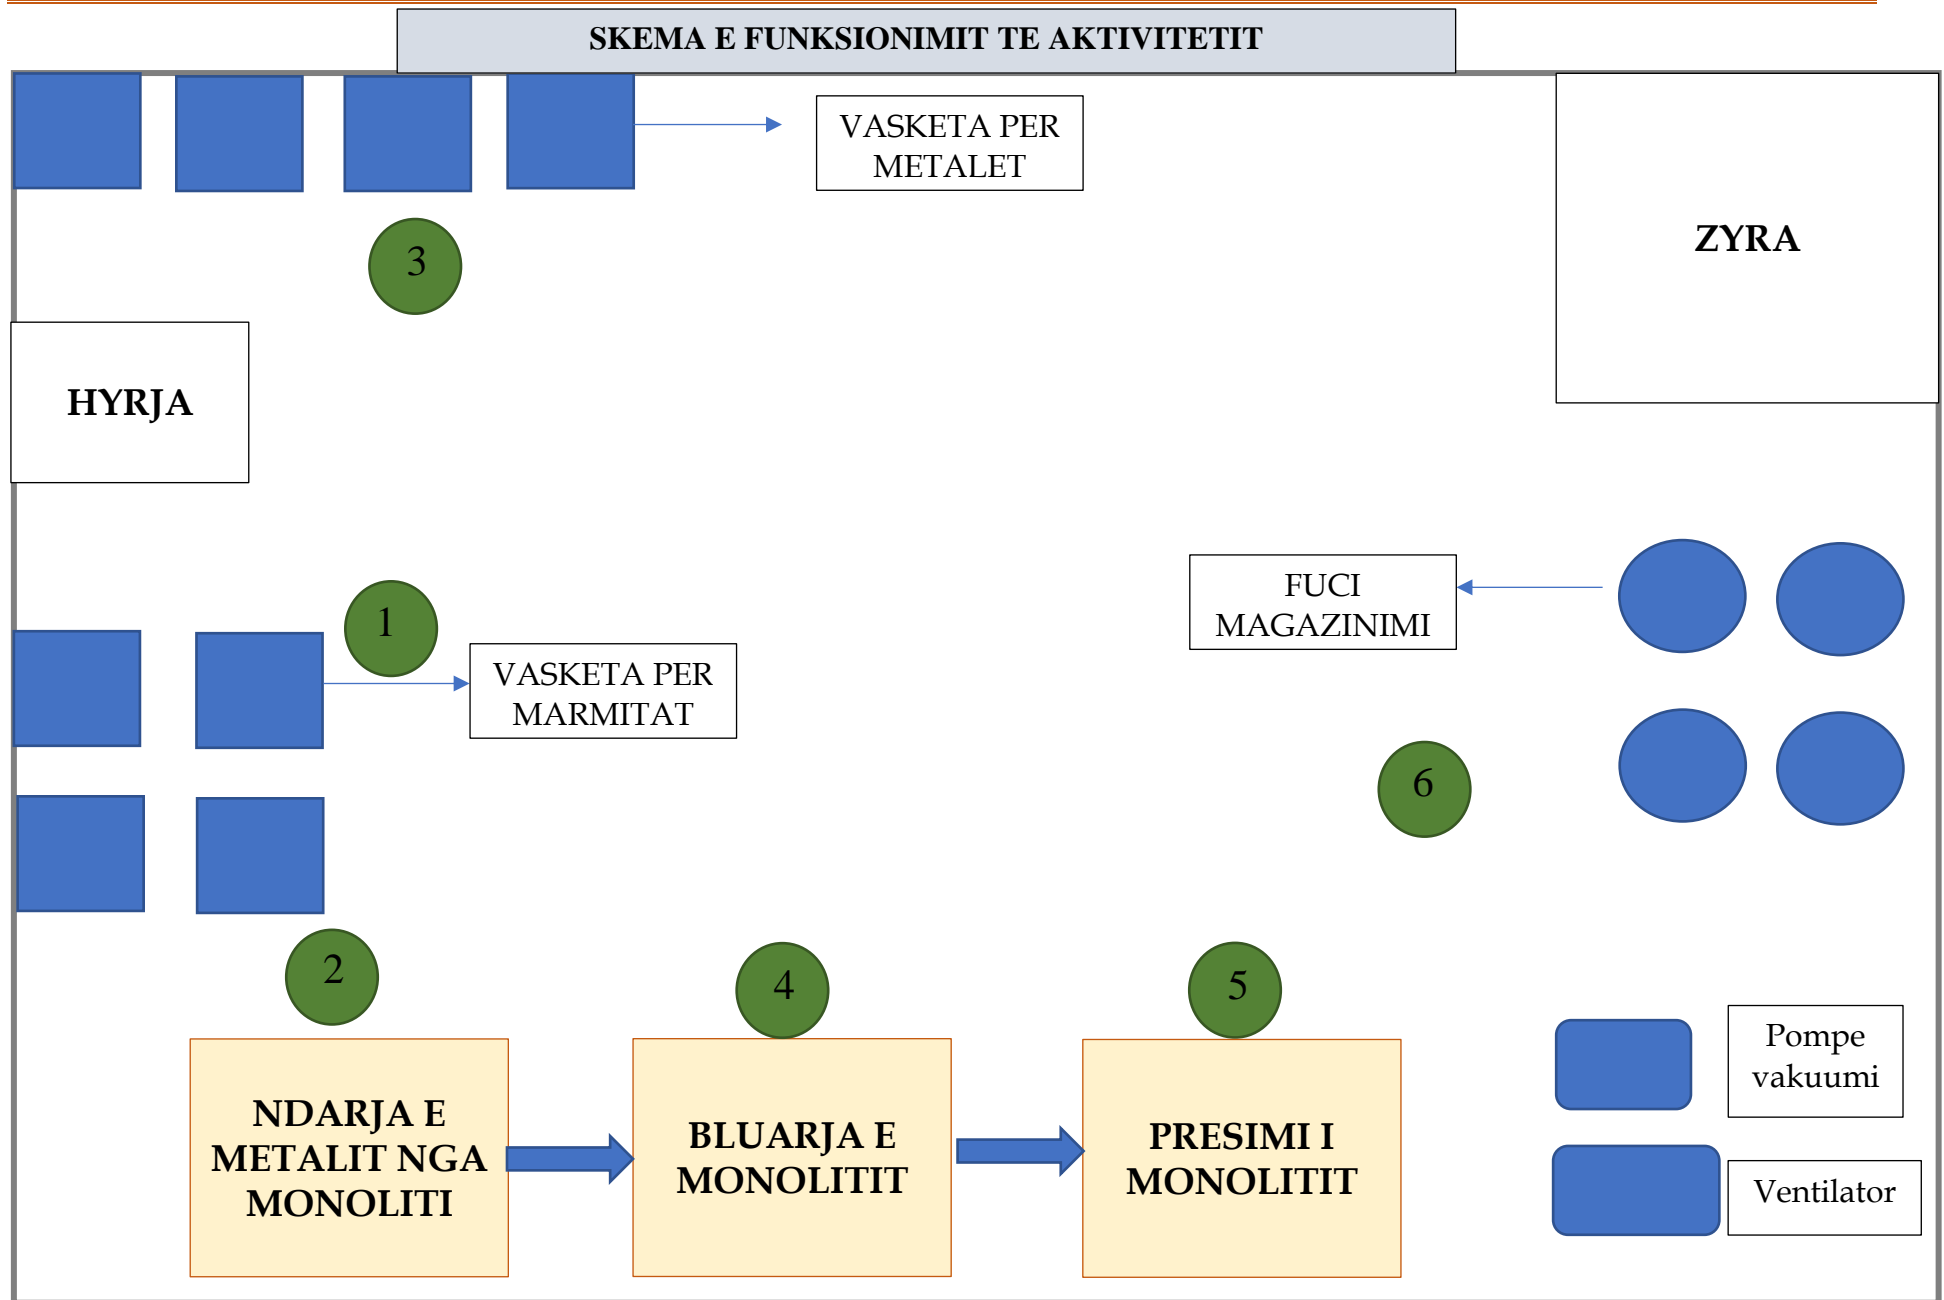 SKEMA E FUNKSIONIMIT TE AKTIVITETIT
VASKETA PER
METALET
ZYRA
3
HYRJA
1
VASKETA PER
MARMITAT
FUCI
MAGAZINIMI
6
2
4
5
NDARJA E
METALIT NGA
MONOLITI
BLUARJA E
MONOLITIT
PRESIMI I
MONOLITIT
Pompe
vakuumi
Ventilator